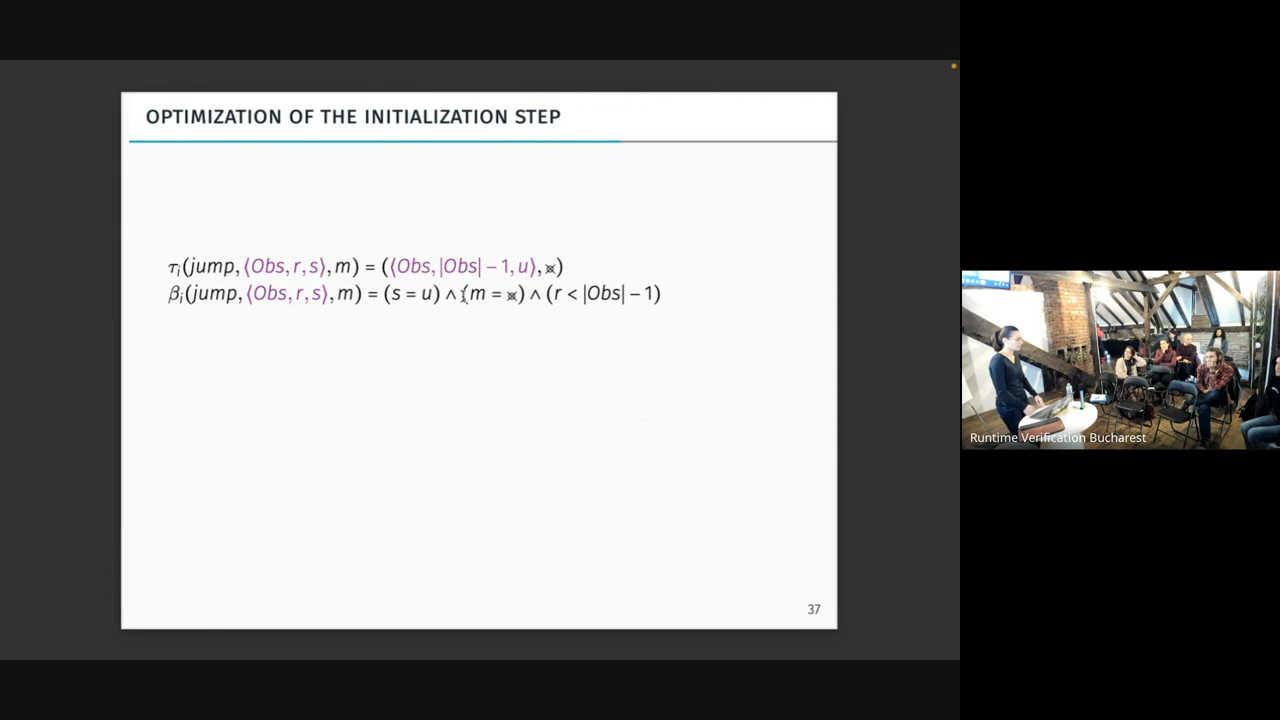 OPTIMIZATION OF THE INITIALIZATION STEP
τᵢ(jump, ⟨Obs, r, s⟩, m) = (⟨Obs, |Obs| – 1, u⟩, ⨳)
βᵢ(jump, ⟨Obs, r, s⟩, m) = (s = u) ∧ (m = ⨳) ∧ (r < |Obs| – 1)
37
Runtime Verification Bucharest